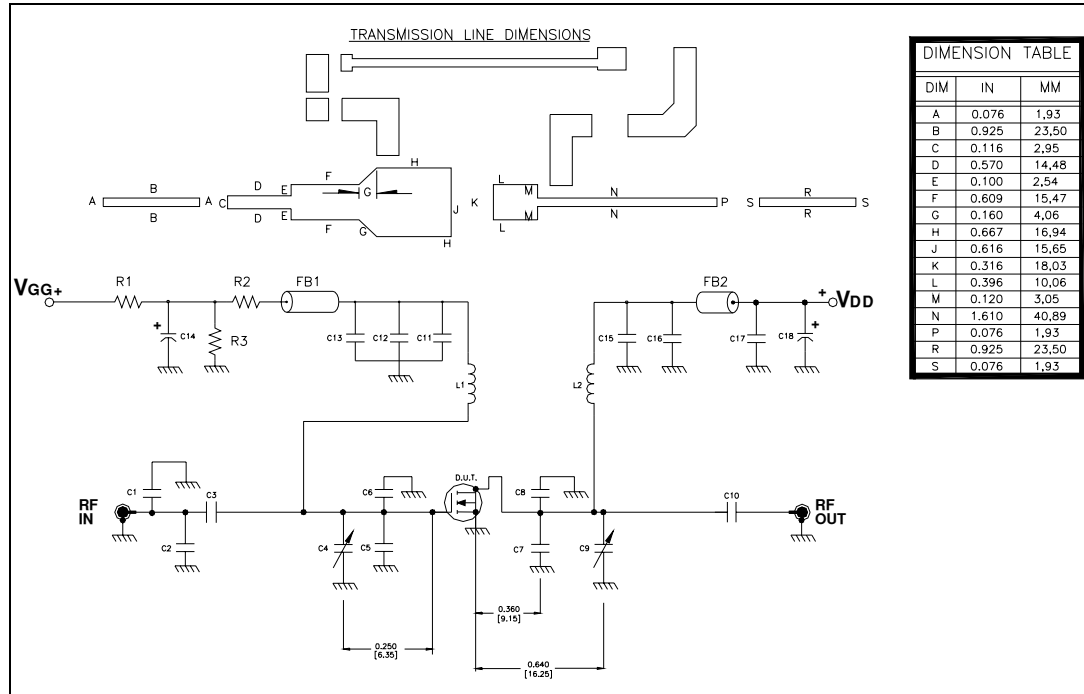 TRANSMISSION LINE DIMENSIONS
DIMENSION TABLE
DIM IN MM
A 0.076 1,93
B 0.925 23,50
C 0.116 2,95
D 0.570 14,48
E 0.100 2,54
F 0.609 15,47
G 0.160 4,06
H 0.667 16,94
J 0.616 15,65
K 0.316 18,03
L 0.396 10,06
M 0.120 3,05
N 1.610 40,89
P 0.076 1,93
R 0.925 23,50
S 0.076 1,93
H
B D E F G L M N R
A A C J K P S S
B D E F G H L M N R
VGG+ R1 R2 FB1 FB2 + VDD
+ C14 R3 C13 C12 C11 C15 C16 C17 C18 +
L1 L2
RF IN C1 C3 C6 D.U.T. C8 C10 RF OUT
C2 C4 C5 C7 C9
0.360
[9.15]
0.250
[6.35]
0.640
[16.25]